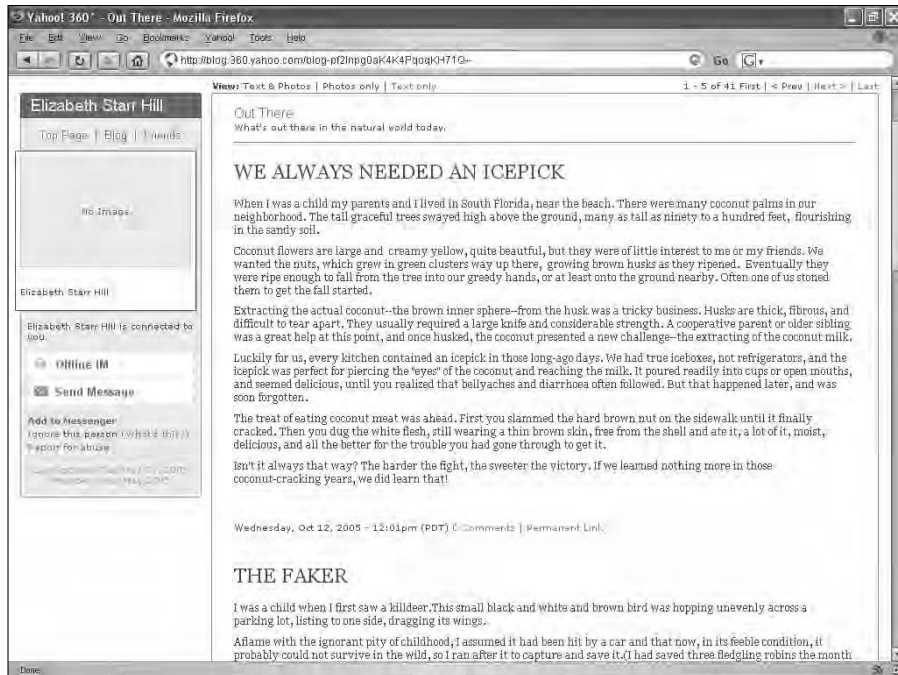 Yahoo! 360° - Out There - Mozilla Firefox
File Edit View Go Bookmarks Yahoo! Tools Help
http://blog.360.yahoo.com/ Go G
View: Text & Photos | Photos only | Text only 1 - 5 of 41 First | < Prev | Next > | Last
Elizabeth Starr Hill
Top Page | Blog | Friends
No Image
Elizabeth Starr Hill
Elizabeth Starr Hill is connected to
you.
Offline IM
Send Message
Add to Messenger
Ignore this person (What's this?)
Report for abuse
Out There
What's out there in the natural world today.
WE ALWAYS NEEDED AN ICEPICK
When I was a child my parents and I lived in South Florida, near the beach. There were many coconut palms in our
neighborhood. The tall graceful trees swayed high above the ground, many as tall as ninety to a hundred feet, flourishing
in the sandy soil.
Coconut flowers are large and creamy yellow, quite beautful, but they were of little interest to me or my friends. We
wanted the nuts, which grew in green clusters way up there, growing brown husks as they ripened. Eventually they
were ripe enough to fall from the tree into our greedy hands, or at least onto the ground nearby. Often one of us stoned
them to get the fall started.
Extracting the actual coconut--the brown inner sphere--from the husk was a tricky business. Husks are thick, fibrous, and
difficult to tear apart. They usually required a large knife and considerable strength. A cooperative parent or older sibling
was a great help at this point, and once husked, the coconut presented a new challenge--the extracting of the coconut milk.
Luckily for us, every kitchen contained an icepick in those long-ago days. We had true iceboxes, not refrigerators, and the
icepick was perfect for piercing the "eyes" of the coconut and reaching the milk. It poured readily into cups or open mouths,
and seemed delicious, until you realized that bellyaches and diarrhoea often followed. But that happened later, and was
soon forgotten.
The treat of eating coconut meat was ahead. First you slammed the hard brown nut on the sidewalk until it finally
cracked. Then you dug the white flesh, still wearing a thin brown skin, free from the shell and ate it, a lot of it, moist,
delicious, and all the better for the trouble you had gone through to get it.
Isn't it always that way? The harder the fight, the sweeter the victory. If we learned nothing more in those
coconut-cracking years, we did learn that!
Wednesday, Oct 12, 2005 - 12:01pm (PDT) 0 Comments | Permanent Link
THE FAKER
I was a child when I first saw a killdeer.This small black and white and brown bird was hopping unevenly across a
parking lot, listing to one side, dragging its wings.
Aflame with the ignorant pity of childhood, I assumed it had been hit by a car and that now, in its feeble condition, it
probably could not survive in the wild, so I ran after it to capture and save it.(I had saved three fledgling robins the month
Done